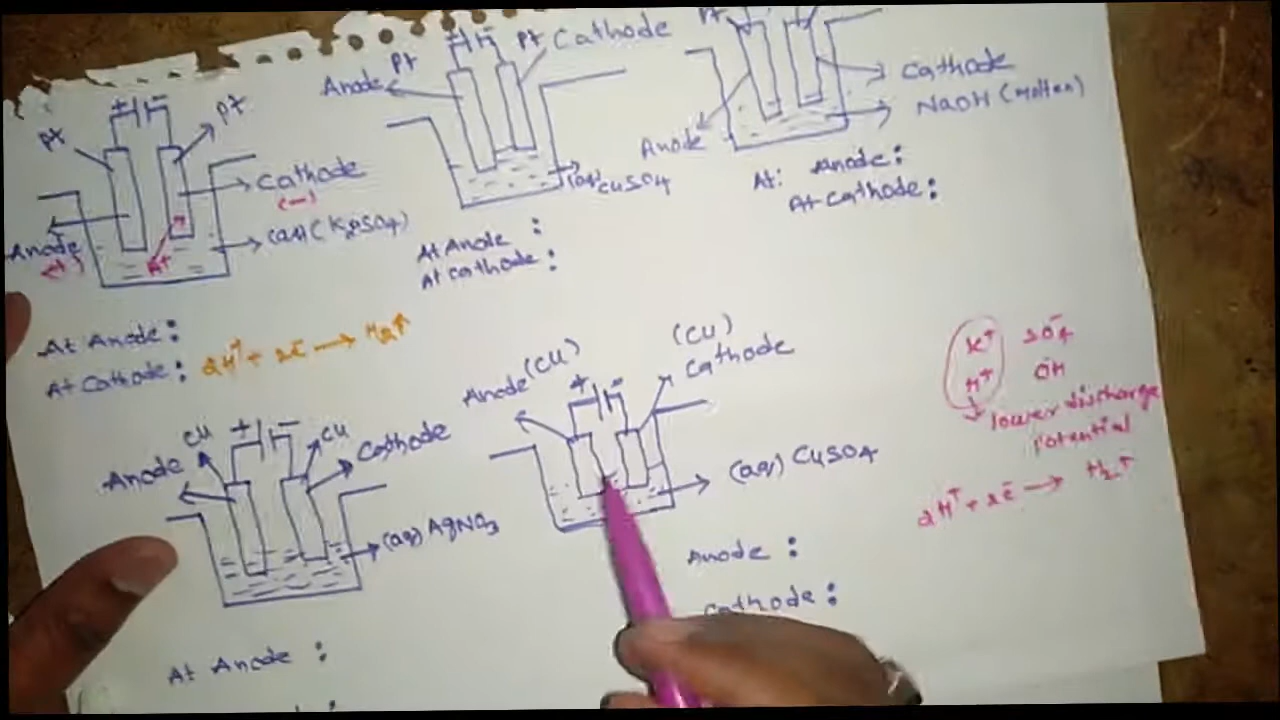 + -
Pt
Pt
Cathode
(-)
(aq) (K2SO4)
Anode
(+)
H+
At Anode :
At Cathode : 2H+ + 2e- → H2↑
Anode
Pt
Pt Cathode
(aq) CuSO4
At Anode :
At cathode :
Pt
Cathode
NaOH (molten)
Anode
At: anode :
At cathode :
Cu
+ -
Cu
Anode
Cathode
(aq) AgNO3
At Anode :
Anode (Cu)
+ -
(Cu)
Cathode
(aq) CuSO4
Anode :
Cathode :
K+ SO4-
H+ OH
lower discharge
potential
2H+ + 2e- → H2↑